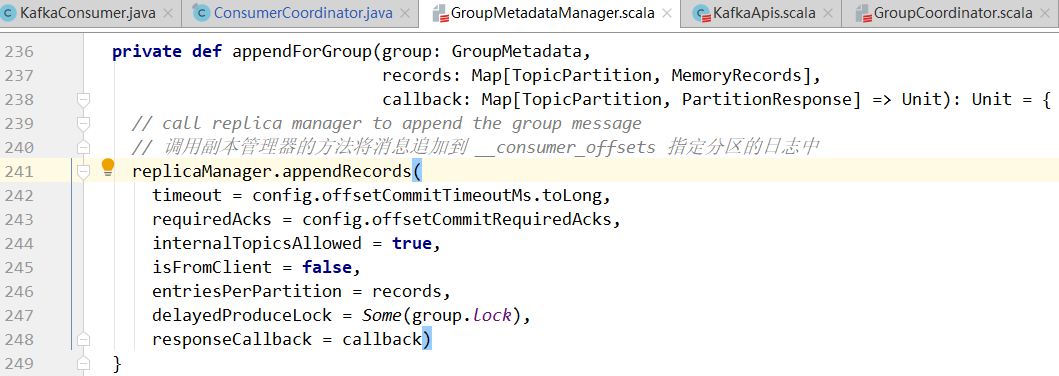 KafkaConsumer.java × ConsumerCoordinator.java × GroupMetadataManager.scala × KafkaApis.scala × GroupCoordinator.scala ×
236 private def appendForGroup(group: GroupMetadata,
237 records: Map[TopicPartition, MemoryRecords],
238 callback: Map[TopicPartition, PartitionResponse] => Unit): Unit = {
239 // call replica manager to append the group message
240 // 调用副本管理器的方法将消息追加到 __consumer_offsets 指定分区的日志中
241 replicaManager.appendRecords(
242 timeout = config.offsetCommitTimeoutMs.toLong,
243 requiredAcks = config.offsetCommitRequiredAcks,
244 internalTopicsAllowed = true,
245 isFromClient = false,
246 entriesPerPartition = records,
247 delayedProduceLock = Some(group.lock),
248 responseCallback = callback)
249 }